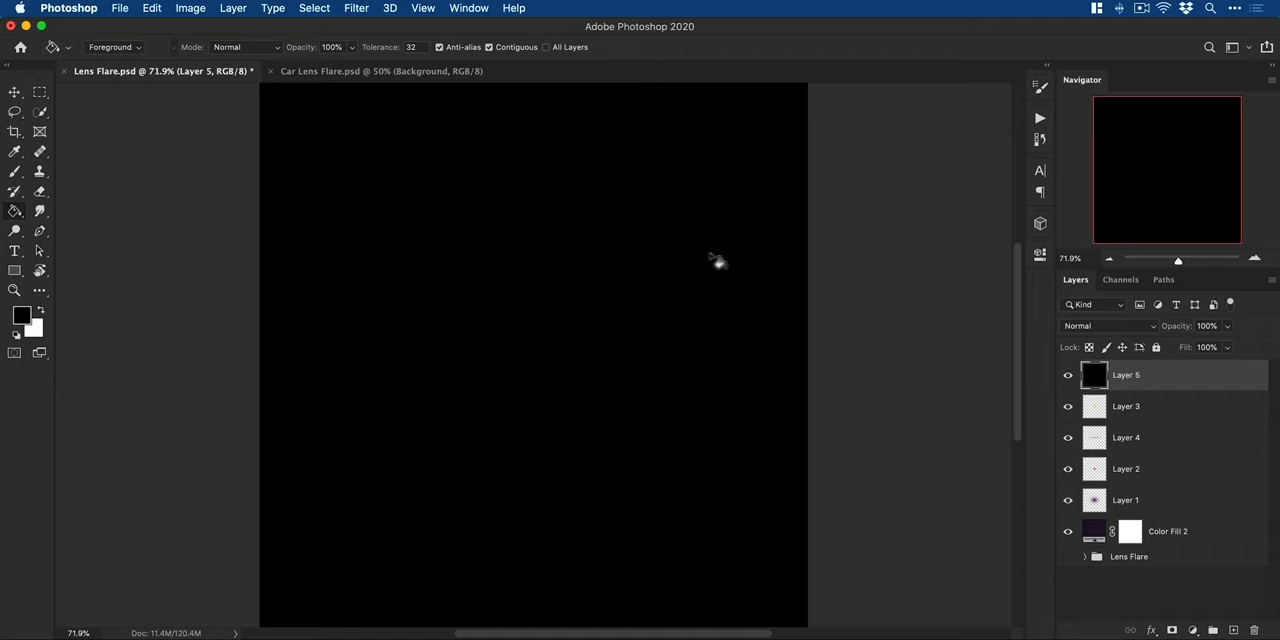 Photoshop File Edit Image Layer Type Select Filter 3D View Window Help
Adobe Photoshop 2020
Foreground Mode: Normal Opacity: 100% Tolerance: 32 Anti-alias Contiguous All Layers
Lens Flare.psd @ 71.9% (Layer 5, RGB/8) * Car Lens Flare.psd @ 50% (Background, RGB/8)
Navigator
71.9%
Layers Channels Paths
Kind
Normal Opacity: 100%
Lock: Fill: 100%
Layer 5
Layer 3
Layer 4
Layer 2
Layer 1
Color Fill 2
Lens Flare
71.9% Doc: 11.4M/120.4M